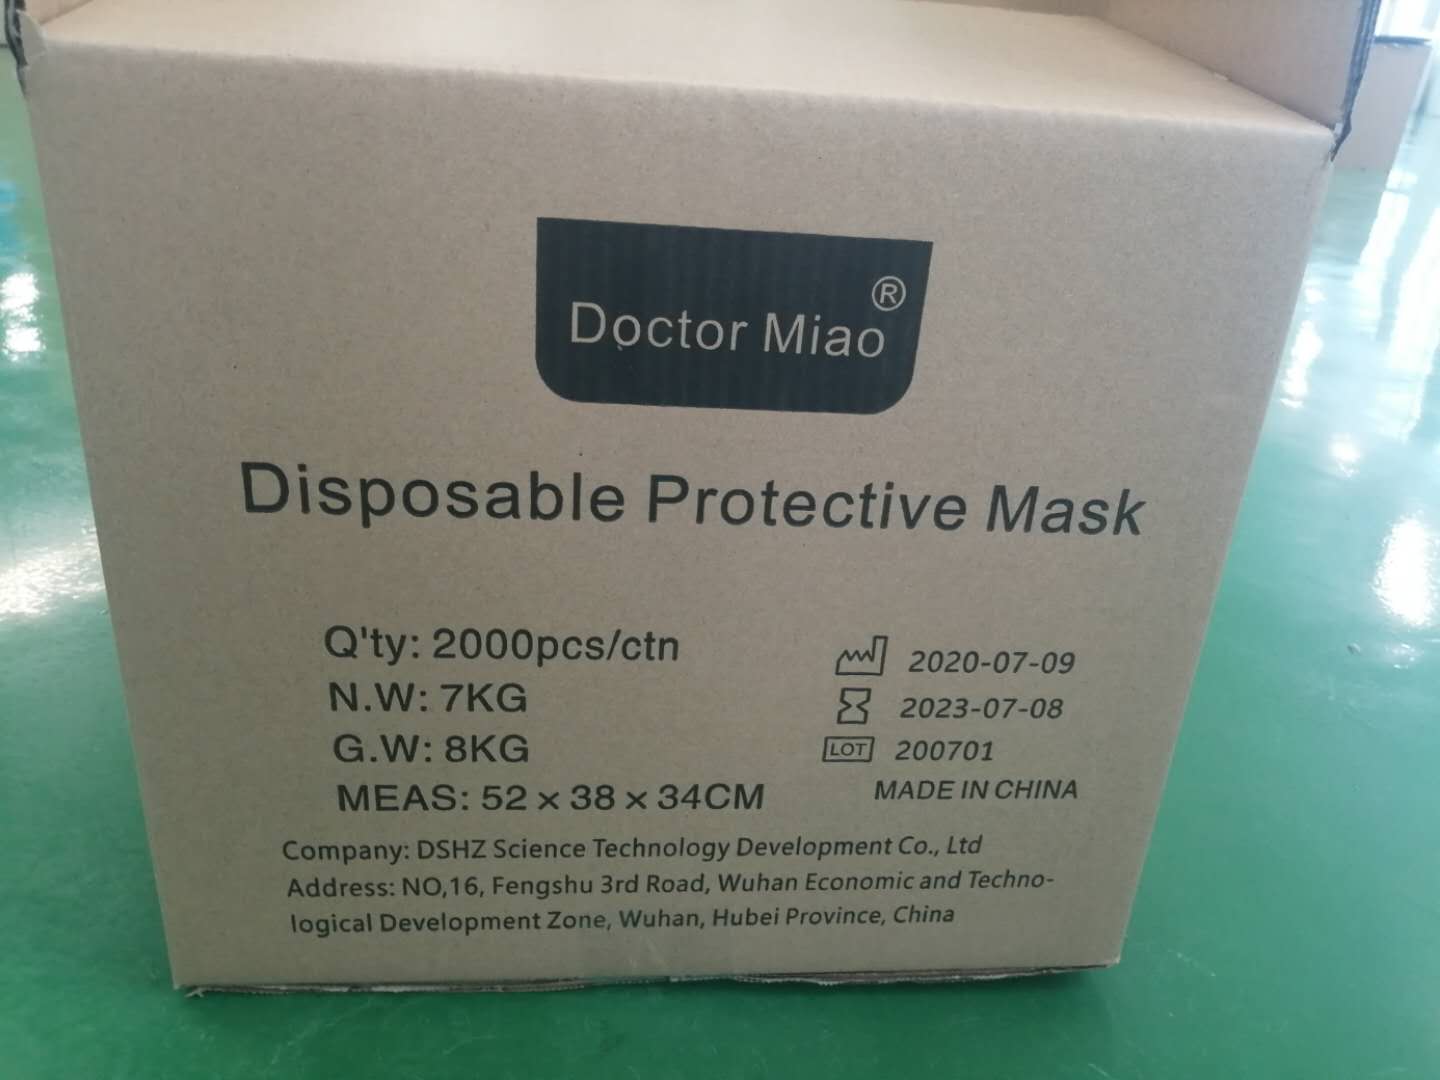 Doctor Miao®
Disposable Protective Mask
Q'ty: 2000pcs/ctn
N.W: 7KG
G.W: 8KG
MEAS: 52 × 38 × 34CM
2020-07-09
2023-07-08
LOT 200701
MADE IN CHINA
Company: DSHZ Science Technology Development Co., Ltd
Address: NO,16, Fengshu 3rd Road, Wuhan Economic and Techno-
logical Development Zone, Wuhan, Hubei Province, China